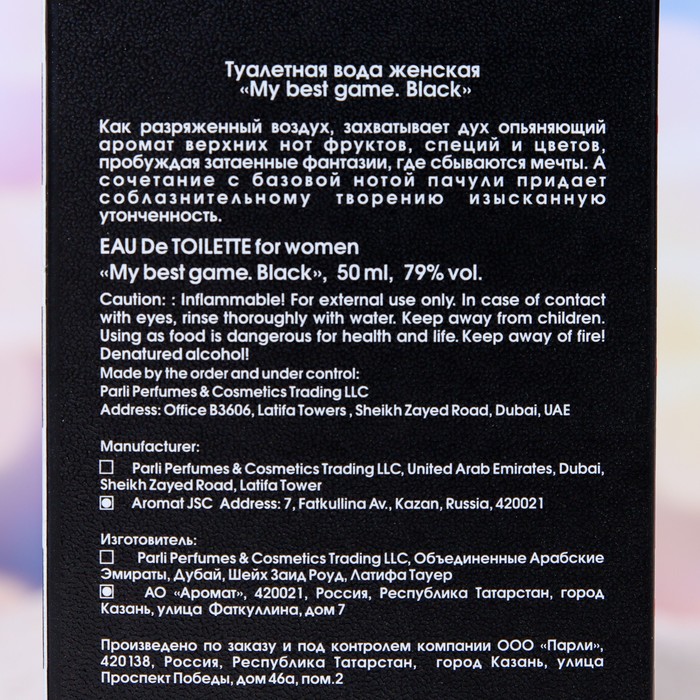 Туалетная вода женская
«My best game. Black»
Как разряженный воздух, захватывает дух опьяняющий
аромат верхних нот фруктов, специй и цветов,
пробуждая затаенные фантазии, где сбываются мечты. А
сочетание с базовой нотой пачули придает
соблазнительному творению изысканную
утонченность.
EAU De TOILETTE for women
«My best game. Black», 50 ml, 79% vol.
Caution: : Inflammable! For external use only. In case of contact
with eyes, rinse thoroughly with water. Keep away from children.
Using as food is dangerous for health and life. Keep away of fire!
Denatured alcohol!
Made by the order and under control:
Parli Perfumes & Cosmetics Trading LLC
Address: Office B3606, Latifa Towers , Sheikh Zayed Road, Dubai, UAE
Manufacturer:
Parli Perfumes & Cosmetics Trading LLC, United Arab Emirates, Dubai,
Sheikh Zayed Road, Latifa Tower
Aromat JSC Address: 7, Fatkullina Av., Kazan, Russia, 420021
Изготовитель:
Parli Perfumes & Cosmetics Trading LLC, Объединенные Арабские
Эмираты, Дубай, Шейх Заид Роуд, Латифа Тауер
АО «Аромат», 420021, Россия, Республика Татарстан, город
Казань, улица Фаткуллина, дом 7
Произведено по заказу и под контролем компании ООО «Парли»,
420138, Россия, Республика Татарстан, город Казань, улица
Проспект Победы, дом 46а, пом.2